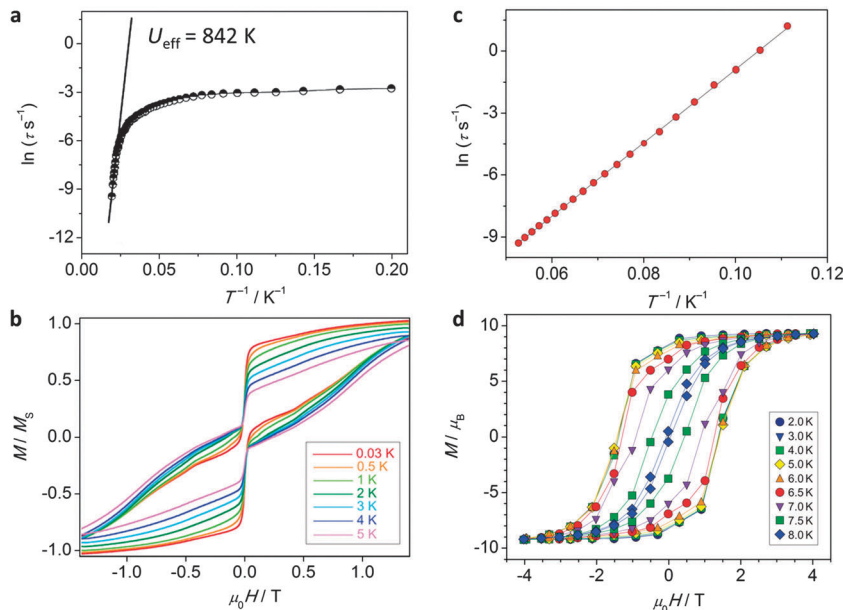 a
U_eff = 842 K
0
-3
-6
-9
-12
ln (τ s⁻¹)
0.00 0.05 0.10 0.15 0.20
T⁻¹ / K⁻¹
c
0
-3
-6
-9
ln (τ s⁻¹)
0.06 0.08 0.10 0.12
T⁻¹ / K⁻¹
b
1.0
0.5
0.0
-0.5
-1.0
M / M_S
0.03 K
0.5 K
1 K
2 K
3 K
4 K
5 K
-1.0 -0.5 0.0 0.5 1.0
μ₀H / T
d
10
5
0
-5
-10
M / μ_B
2.0 K
3.0 K
4.0 K
5.0 K
6.0 K
6.5 K
7.0 K
7.5 K
8.0 K
-4 -2 0 2 4
μ₀H / T